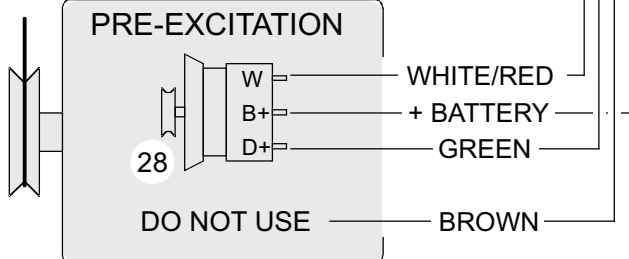 PRE-EXCITATION
W WHITE/RED
B+ + BATTERY
D+ GREEN
28
DO NOT USE BROWN